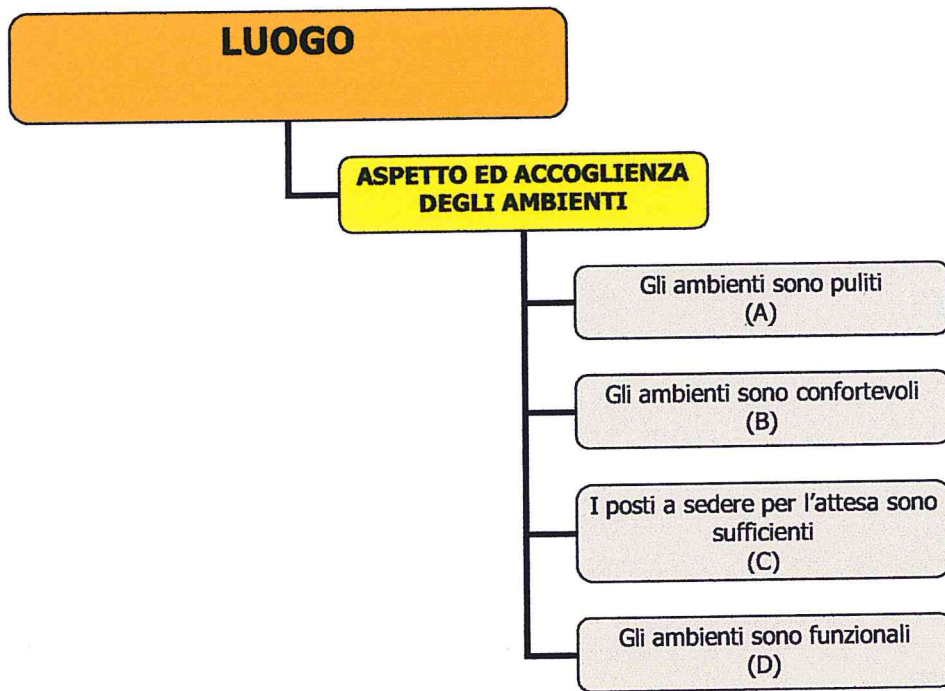 LUOGO
ASPETTO ED ACCOGLIENZA
DEGLI AMBIENTI
Gli ambienti sono puliti
(A)
Gli ambienti sono confortevoli
(B)
I posti a sedere per l'attesa sono
sufficienti
(C)
Gli ambienti sono funzionali
(D)